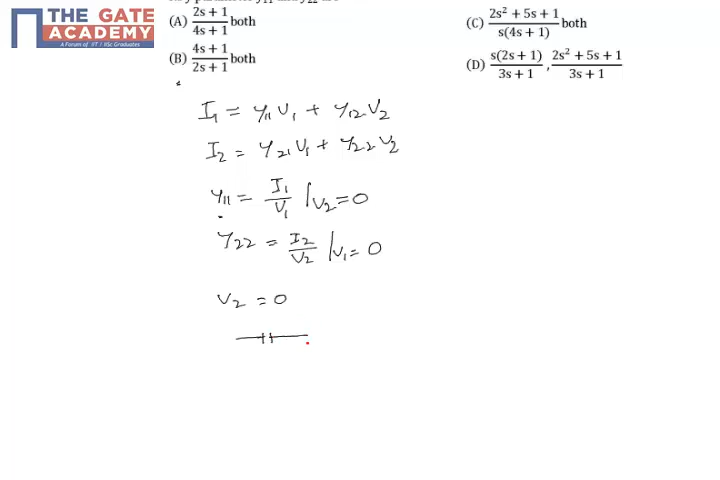 THE GATE
ACADEMY
A Forum of IIT / IISc Graduates
(A) 2s + 1 / 4s + 1 both
(B) 4s + 1 / 2s + 1 both
(C) 2s² + 5s + 1 / s(4s + 1) both
(D) s(2s + 1) / 3s + 1 , 2s² + 5s + 1 / 3s + 1
I₁ = y₁₁ V₁ + y₁₂ V₂
I₂ = y₂₁ V₁ + y₂₂ V₂
y₁₁ = I₁ / V₁ | V₂ = 0
y₂₂ = I₂ / V₂ | V₁ = 0
V₂ = 0